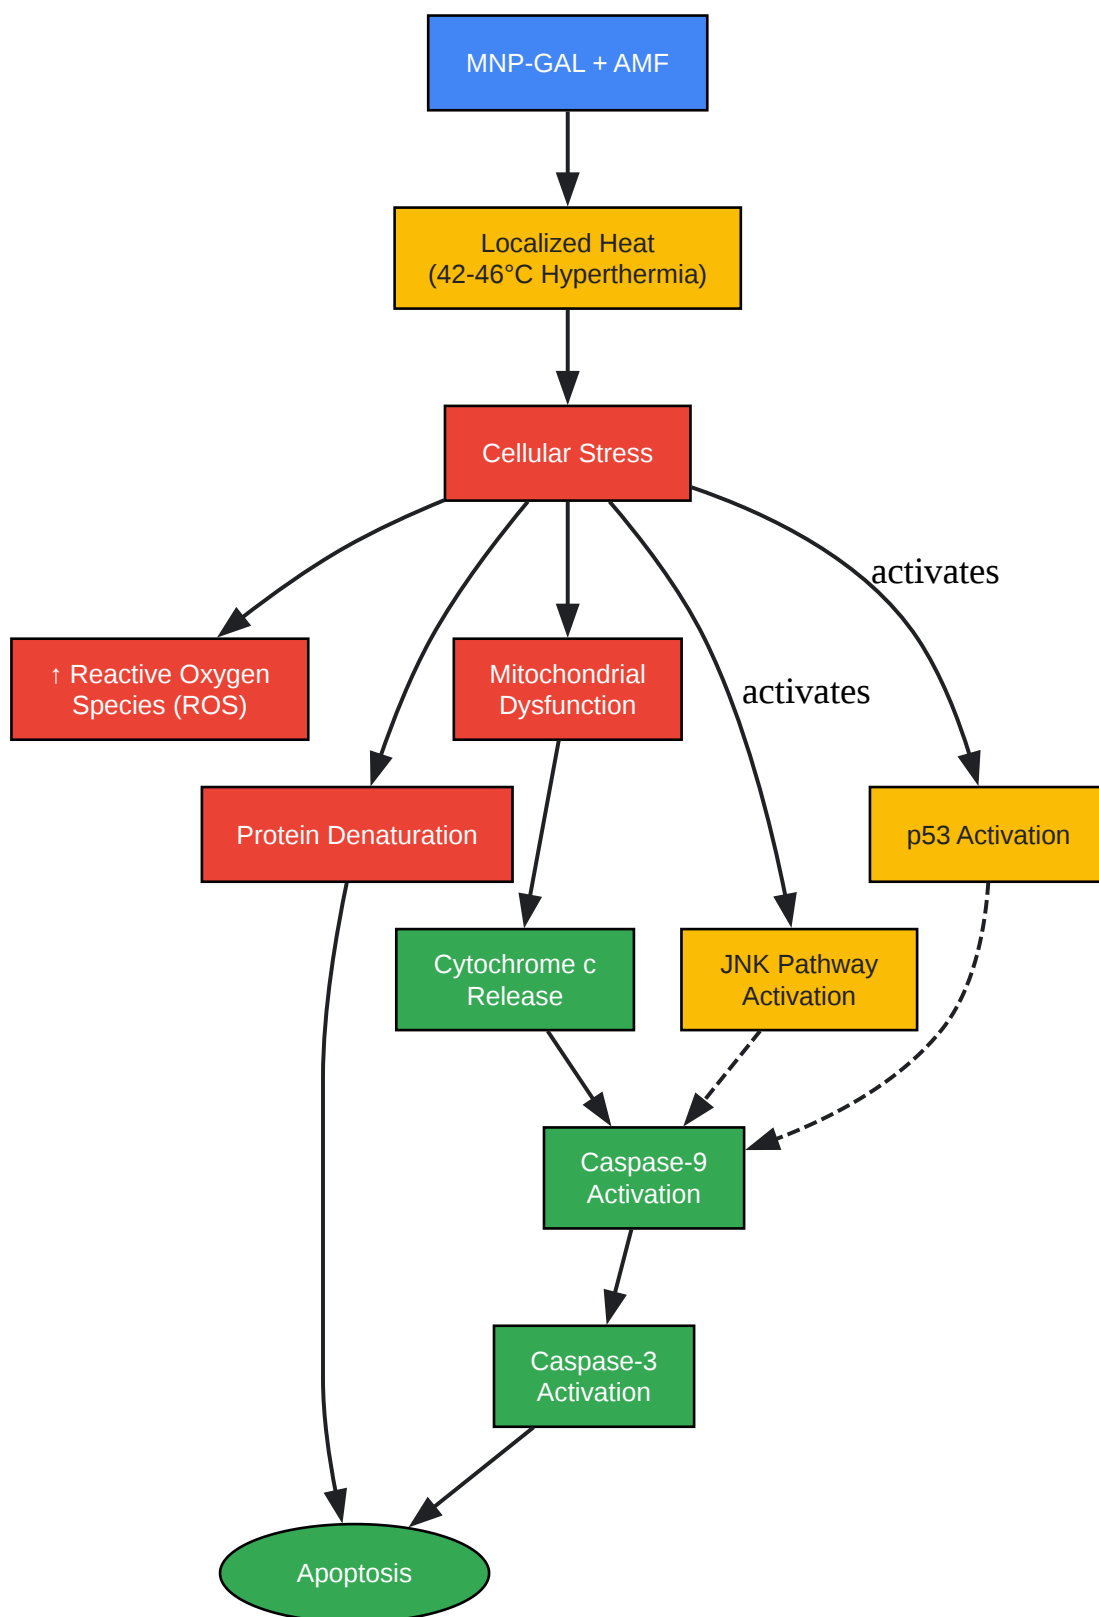 MNP-GAL + AMF
Localized Heat
(42-46°C Hyperthermia)
Cellular Stress
activates
↑ Reactive Oxygen
Species (ROS)
Mitochondrial
Dysfunction
activates
Protein Denaturation
p53 Activation
Cytochrome c
Release
JNK Pathway
Activation
Caspase-9
Activation
Caspase-3
Activation
Apoptosis